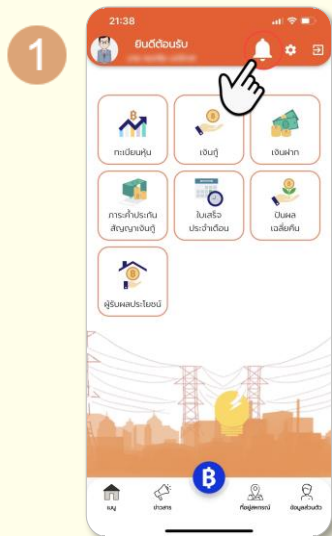 1
21:38
ยินดีต้อนรับ
ทะเบียนหุ้น
เงินกู้
เงินฝาก
ภาระค้ำประกัน
สัญญาเงินกู้
ใบเสร็จ
ประจำเดือน
ปันผล
เฉลี่ยคืน
ผู้รับผลประโยชน์
เมนู
ข่าวสาร
ที่อยู่สหกรณ์
ข้อมูลส่วนตัว